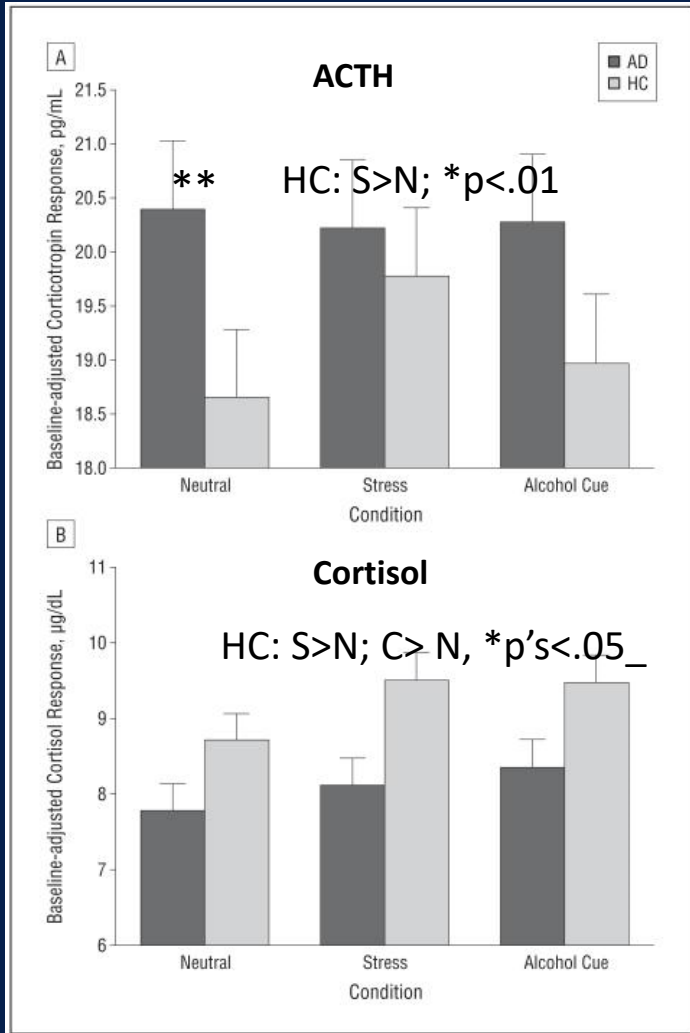 A
ACTH
AD
HC
Baseline-adjusted Corticotropin Response, pg/mL
21.5
21.0
20.5
20.0
19.5
19.0
18.5
18.0
** HC: S>N; *p<.01
Neutral Stress Alcohol Cue
Condition
B
Cortisol
Baseline-adjusted Cortisol Response, µg/dL
11
10
9
8
7
6
HC: S>N; C> N, *p’s<.05_
Neutral Stress Alcohol Cue
Condition